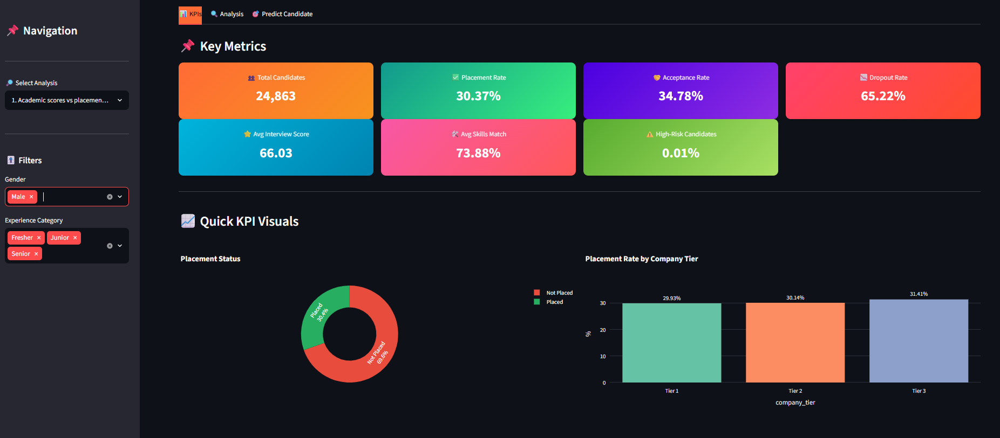 KPIs
Analysis
Predict Candidate
Navigation
Select Analysis
1. Academic scores vs placemen...
Filters
Gender
Male ×
Experience Category
Fresher × Junior ×
Senior ×
Key Metrics
Total Candidates
24,863
Placement Rate
30.37%
Acceptance Rate
34.78%
Dropout Rate
65.22%
Avg Interview Score
66.03
Avg Skills Match
73.88%
High-Risk Candidates
0.01%
Quick KPI Visuals
Placement Status
Not Placed
Placed
Placed
30.4%
Not Placed
69.6%
Placement Rate by Company Tier
29.93%
30.14%
31.41%
30
20
10
0
%
Tier 1
Tier 2
Tier 3
company_tier